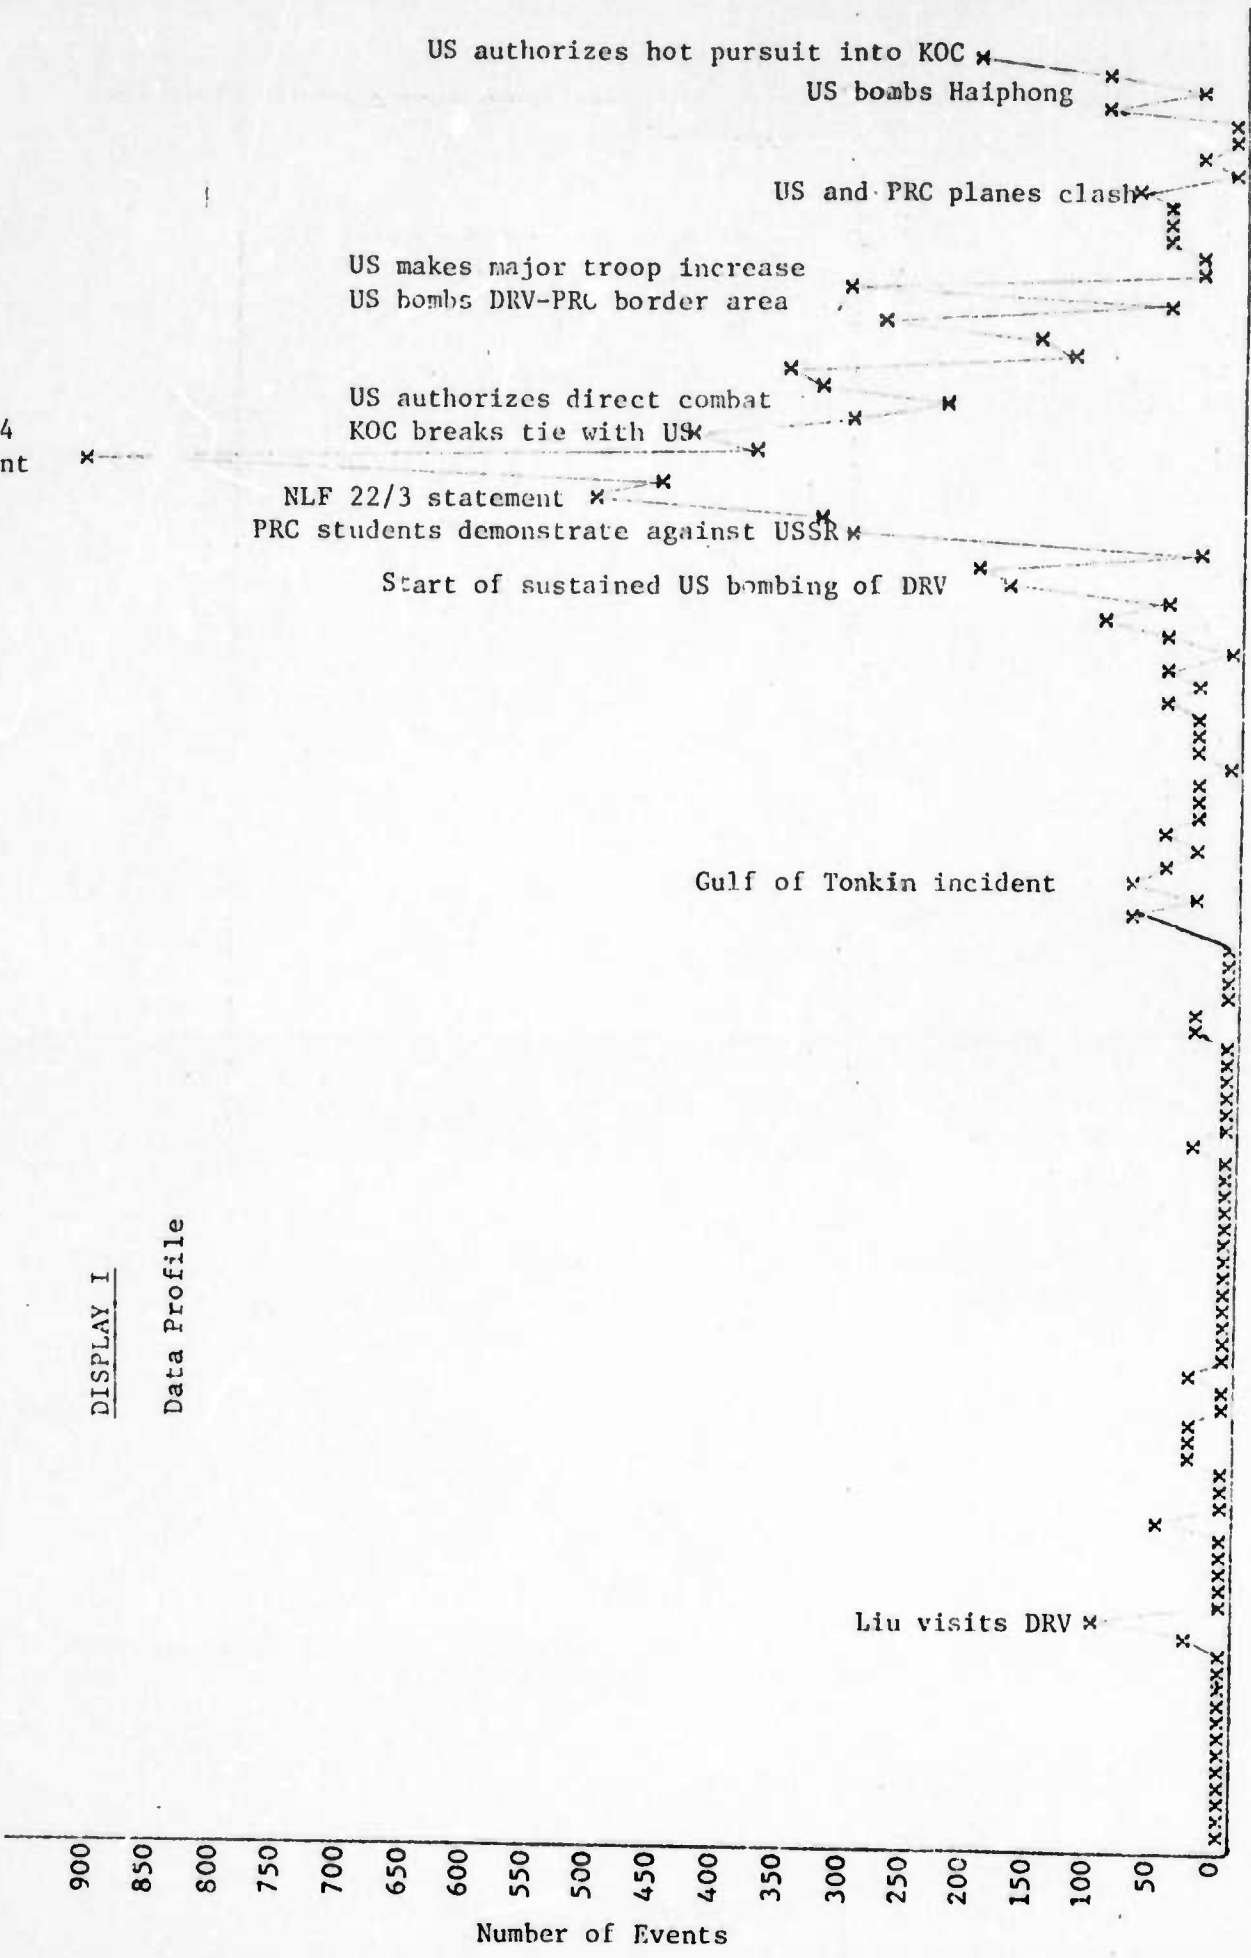 US authorizes hot pursuit into KOC
US bombs Haiphong
US and PRC planes clash
US makes major troop increase
US bombs DRV-PRC border area
US authorizes direct combat
4
KOC breaks tie with US
nt
NLF 22/3 statement
PRC students demonstrate against USSR
Start of sustained US bombing of DRV
Gulf of Tonkin incident
DISPLAY I
Data Profile
Liu visits DRV
900
850
800
750
700
650
600
550
500
450
400
350
300
250
200
150
100
50
0
Number of Events